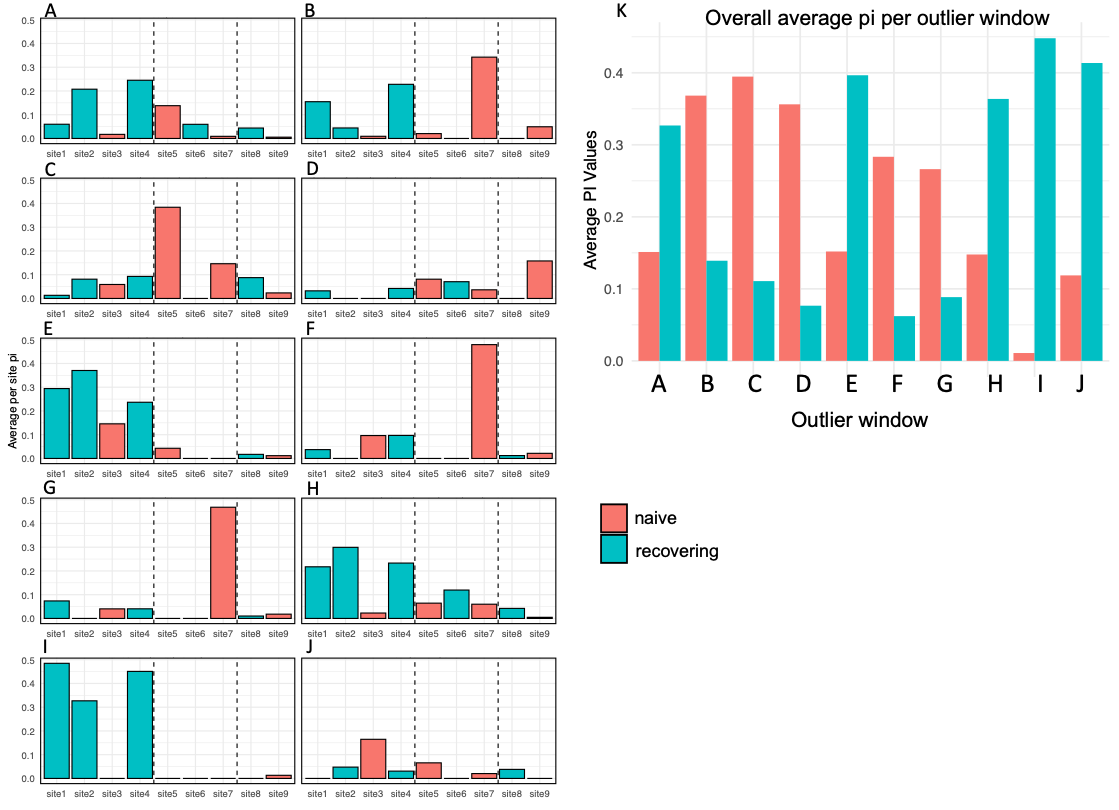 A B
0.5
0.4
0.3
0.2
0.1
0.0
site1 site2 site3 site4 site5 site6 site7 site8 site9
site1 site2 site3 site4 site5 site6 site7 site8 site9
C D
0.5
0.4
0.3
0.2
0.1
0.0
site1 site2 site3 site4 site5 site6 site7 site8 site9
site1 site2 site3 site4 site5 site6 site7 site8 site9
Average per site pi
E F
0.5
0.4
0.3
0.2
0.1
0.0
site1 site2 site3 site4 site5 site6 site7 site8 site9
site1 site2 site3 site4 site5 site6 site7 site8 site9
G H
0.5
0.4
0.3
0.2
0.1
0.0
site1 site2 site3 site4 site5 site6 site7 site8 site9
site1 site2 site3 site4 site5 site6 site7 site8 site9
I J
0.5
0.4
0.3
0.2
0.1
0.0
site1 site2 site3 site4 site5 site6 site7 site8 site9
site1 site2 site3 site4 site5 site6 site7 site8 site9
K
Overall average pi per outlier window
Average PI Values
0.4
0.3
0.2
0.1
0.0
A B C D E F G H I J
Outlier window
naive
recovering